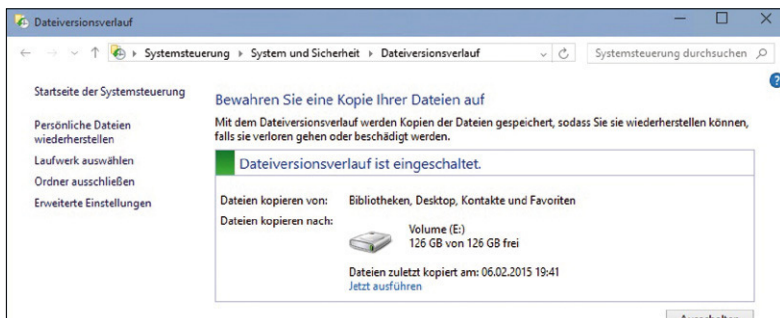 Dateiversionsverlauf
Systemsteuerung System und Sicherheit Dateiversionsverlauf
Systemsteuerung durchsuchen
Startseite der Systemsteuerung
Persönliche Dateien
wiederherstellen
Laufwerk auswählen
Ordner ausschließen
Erweiterte Einstellungen
Bewahren Sie eine Kopie Ihrer Dateien auf
Mit dem Dateiversionsverlauf werden Kopien der Dateien gespeichert, sodass Sie sie wiederherstellen können,
falls sie verloren gehen oder beschädigt werden.
Dateiversionsverlauf ist eingeschaltet.
Dateien kopieren von: Bibliotheken, Desktop, Kontakte und Favoriten
Dateien kopieren nach:
Volume (E:)
126 GB von 126 GB frei
Dateien zuletzt kopiert am: 06.02.2015 19:41
Jetzt ausführen